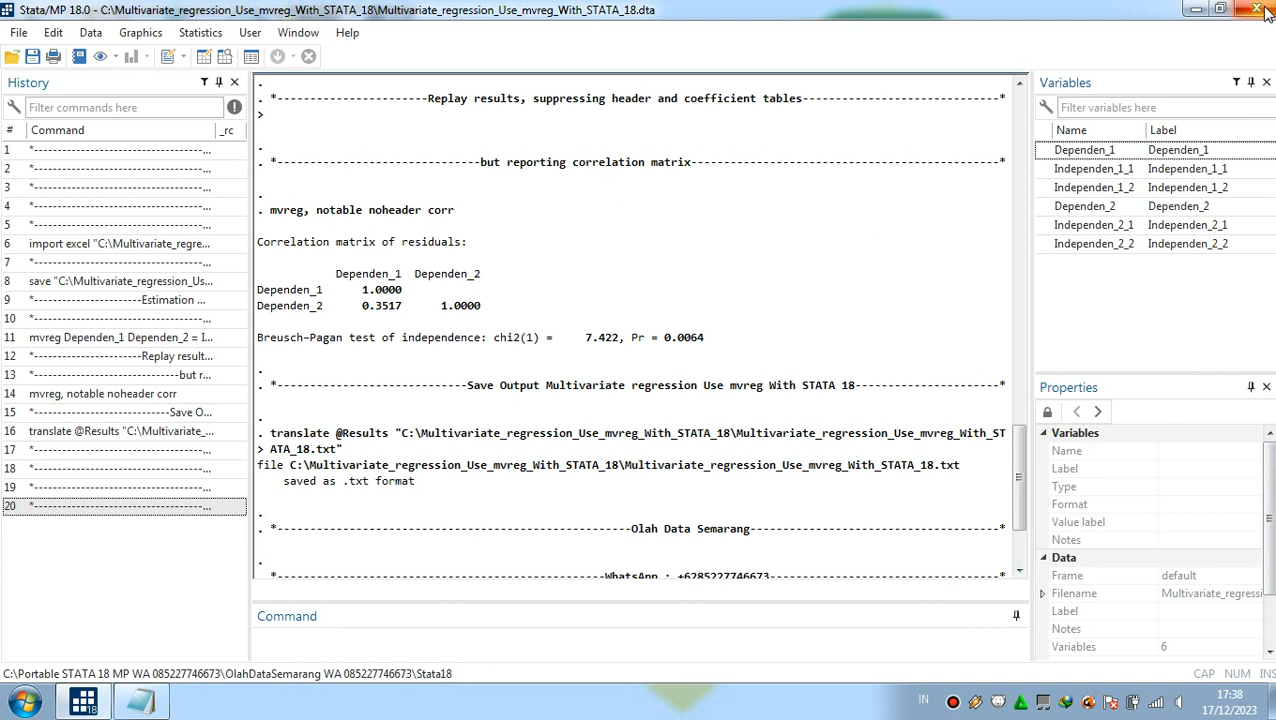 Stata/MP 18.0 - C:\Multivariate_regression_Use_mvreg_With_STATA_18\Multivariate_regression_Use_mvreg_With_STATA_18.dta
File Edit Data Graphics Statistics User Window Help
History
Filter commands here
# Command _rc
1 *----------------------------------...
2 *----------------------------------...
3 *----------------------------------...
4 *----------------------------------...
5 *----------------------------------...
6 import excel "C:\Multivariate_regre...
7 *----------------------------------...
8 save "C:\Multivariate_regression_Us...
9 *----------------------Estimation ...
10 *----------------------------------...
11 mvreg Dependen_1 Dependen_2 = I...
12 *----------------------Replay result...
13 *-----------------------------but r...
14 mvreg, notable noheader corr
15 *---------------------------Save O...
16 translate @Results "C:\Multivariate_...
17 *----------------------------------...
18 *----------------------------------...
19 *----------------------------------...
20 *----------------------------------...
.
. *----------------------Replay results, suppressing header and coefficient tables-----------------------------*
>
.
. *-----------------------------but reporting correlation matrix---------------------------------------------*
.
. mvreg, notable noheader corr
Correlation matrix of residuals:
Dependen_1 Dependen_2
Dependen_1 1.0000
Dependen_2 0.3517 1.0000
Breusch–Pagan test of independence: chi2(1) = 7.422, Pr = 0.0064
.
. *---------------------------Save Output Multivariate regression Use mvreg With STATA 18----------------------*
.
. translate @Results "C:\Multivariate_regression_Use_mvreg_With_STATA_18\Multivariate_regression_Use_mvreg_With_ST
> ATA_18.txt"
file C:\Multivariate_regression_Use_mvreg_With_STATA_18\Multivariate_regression_Use_mvreg_With_STATA_18.txt
saved as .txt format
.
. *-----------------------------------------------Olah Data Semarang-------------------------------------*
.
. *--------------------------------------------WhatsApp : +6285227746673----------------------------------*
Command
Variables
Filter variables here
Name Label
Dependen_1 Dependen_1
Independen_1_1 Independen_1_1
Independen_1_2 Independen_1_2
Dependen_2 Dependen_2
Independen_2_1 Independen_2_1
Independen_2_2 Independen_2_2
Properties
Variables
Name
Label
Type
Format
Value label
Notes
Data
Frame default
Filename Multivariate_regressi
Label
Notes
Variables 6
C:\Portable STATA 18 MP WA 085227746673\OlahDataSemarang WA 085227746673\Stata18
CAP NUM INS
18
IN
17:38
17/12/2023